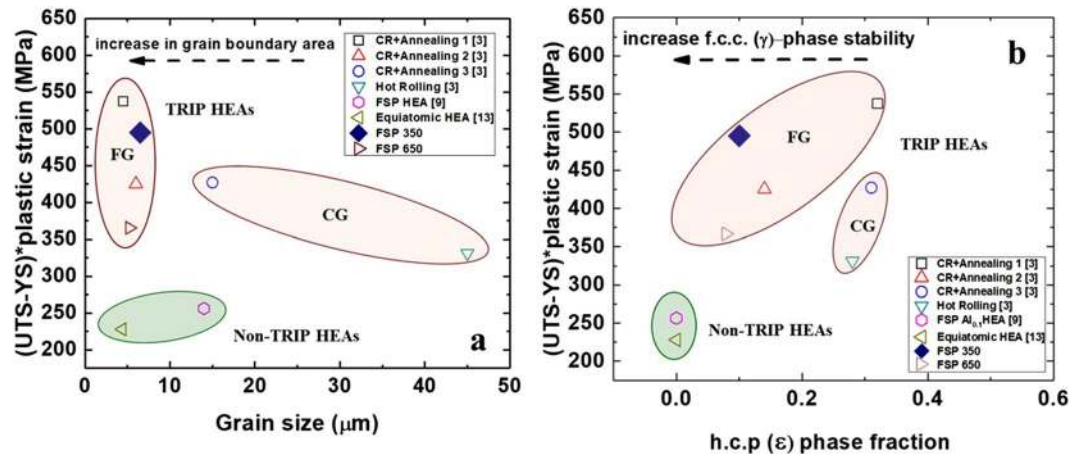 650
600
550
500
450
400
350
300
250
200
(UTS-YS)*plastic strain (MPa)
increase in grain boundary area
CR+Annealing 1 [3]
CR+Annealing 2 [3]
CR+Annealing 3 [3]
Hot Rolling [3]
FSP HEA [9]
Equiatomic HEA [13]
FSP 350
FSP 650
TRIP HEAs
FG
CG
Non-TRIP HEAs
a
0 10 20 30 40 50
Grain size (μm)
650
600
550
500
450
400
350
300
250
200
(UTS-YS)*plastic strain (MPa)
increase f.c.c. (γ)–phase stability
b
FG
TRIP HEAs
CG
CR+Annealing 1 [3]
CR+Annealing 2 [3]
CR+Annealing 3 [3]
Hot Rolling [3]
FSP Al0.1HEA [9]
Equiatomic HEA [13]
FSP 350
FSP 650
Non-TRIP HEAs
0.0 0.2 0.4 0.6
h.c.p (ε) phase fraction